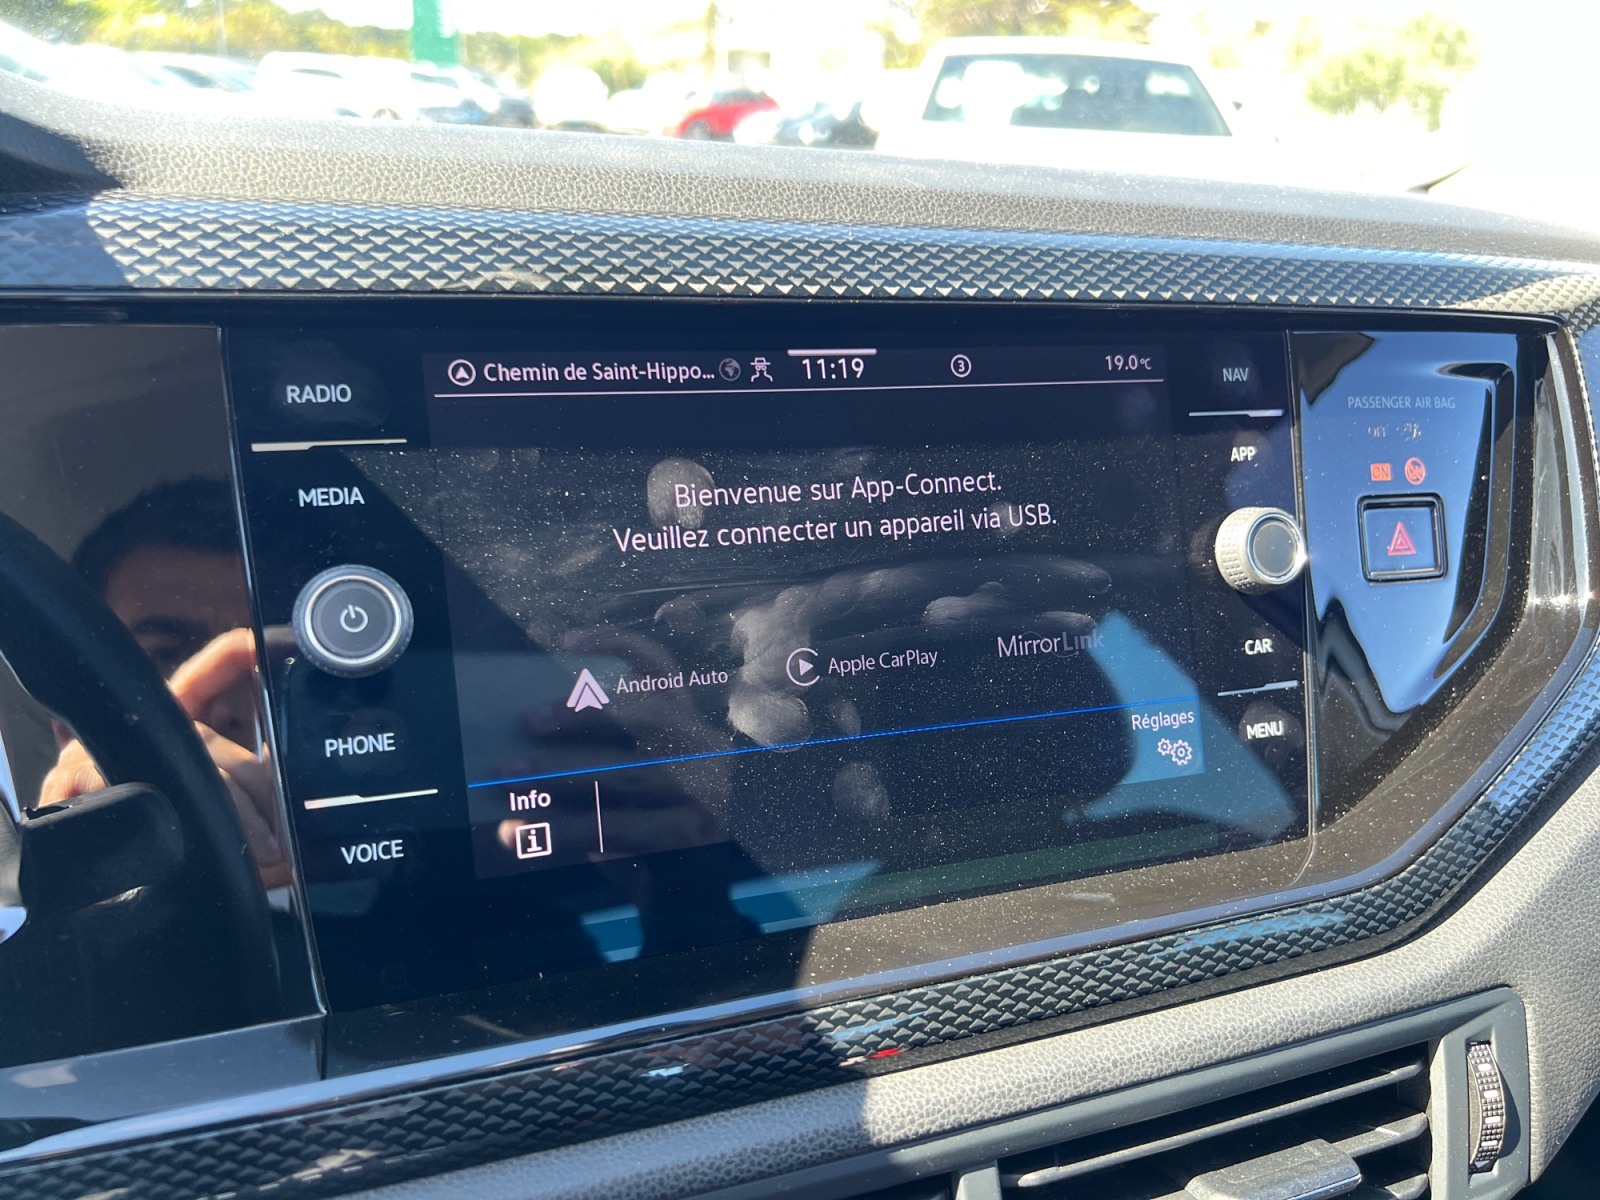 Chemin de Saint-Hippo... 11:19 3 19.0°C
RADIO
MEDIA
PHONE
VOICE
Bienvenue sur App-Connect.
Veuillez connecter un appareil via USB.
Android Auto Apple CarPlay MirrorLink
Réglages
Info
i
NAV
APP
CAR
MENU
PASSENGER AIR BAG
OFF
ON